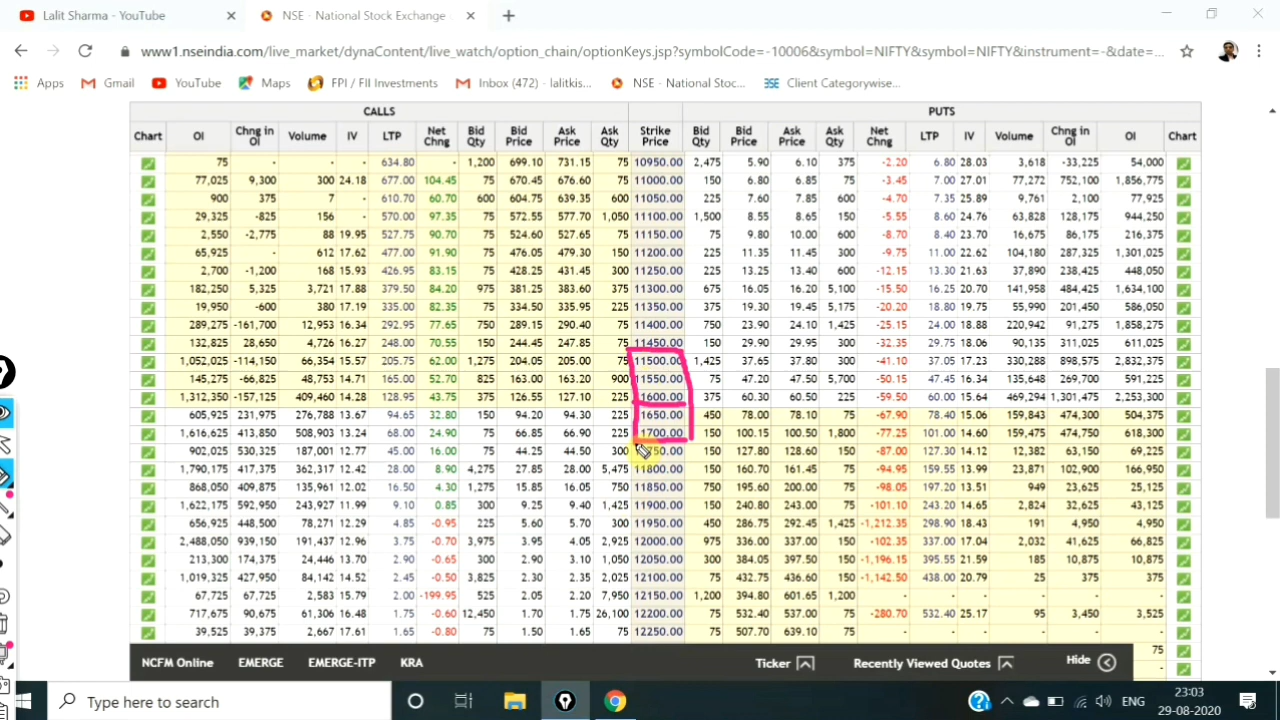 Lalit Sharma - YouTube × NSE - National Stock Exchange × +
www1.nseindia.com/live_market/dynaContent/live_watch/option_chain/optionKeys.jsp?symbolCode=-10006&symbol=NIFTY&symbol=NIFTY&instrument=-&date=...
Apps Gmail YouTube Maps FPI / FII Investments Inbox (472) - lalitkis... NSE - National Stoc... Client Categorywise...
CALLS PUTS
Chart OI Chng in OI Volume IV LTP Net Chng Bid Qty Bid Price Ask Price Ask Qty Strike Price Bid Qty Bid Price Ask Price Ask Qty Net Chng LTP IV Volume Chng in OI OI Chart
75 - - - 634.80 - 1,200 699.10 731.15 75 10950.00 2,475 5.90 6.10 375 -2.20 6.80 28.03 3,618 -33,225 54,000
77,025 9,300 300 24.18 677.00 104.45 75 670.45 676.60 75 11000.00 150 6.80 6.85 75 -3.45 7.00 27.01 77,272 752,100 1,856,775
900 375 7 - 610.70 60.70 600 604.75 639.35 600 11050.00 225 7.60 7.85 600 -4.70 7.35 25.89 9,761 2,100 77,925
29,325 -825 156 - 570.00 97.35 75 572.55 577.70 1,050 11100.00 1,500 8.55 8.65 150 -5.55 8.60 24.76 63,828 128,175 944,250
2,550 -2,775 88 19.95 527.75 90.70 75 524.60 527.65 75 11150.00 75 9.80 10.00 600 -8.70 8.40 23.70 16,675 86,175 216,375
65,925 - 612 17.62 477.00 91.90 75 476.05 479.30 150 11200.00 225 11.35 11.45 300 -9.75 11.00 22.62 104,180 287,325 1,301,025
2,700 -1,200 168 15.93 426.95 83.15 75 428.25 431.45 300 11250.00 225 13.25 13.40 600 -12.15 13.30 21.63 37,890 238,425 448,050
182,250 5,325 3,721 17.88 379.50 84.20 975 381.25 383.60 375 11300.00 675 16.05 16.20 5,100 -15.50 16.25 20.70 141,958 484,425 1,634,100
19,950 -600 380 17.19 335.00 82.35 75 334.50 335.95 225 11350.00 375 19.30 19.45 5,175 -20.20 18.80 19.75 55,990 201,450 586,050
289,275 -161,700 12,953 16.34 292.95 77.65 750 289.15 290.40 75 11400.00 750 23.90 24.10 1,425 -25.15 24.00 18.88 220,942 91,275 1,858,275
132,825 28,650 4,726 16.27 248.00 70.55 150 244.45 247.85 75 11450.00 150 29.90 29.95 300 -32.35 29.75 18.06 90,135 311,025 611,025
1,052,025 -114,150 66,354 15.57 205.75 62.00 1,275 204.05 205.00 75 11500.00 1,425 37.65 37.80 300 -41.10 37.05 17.23 330,288 898,575 2,832,375
145,275 -66,825 48,753 14.71 165.00 52.70 825 163.00 163.20 900 11550.00 75 47.20 47.50 5,700 -50.15 47.45 16.34 135,648 269,700 591,225
1,312,350 -157,125 409,460 14.28 128.95 43.75 375 126.55 127.10 225 11600.00 375 60.30 60.50 225 -59.50 60.00 15.64 469,294 1,301,475 2,253,300
605,925 231,975 276,788 13.67 94.65 32.80 150 94.20 94.30 225 11650.00 450 78.00 78.10 75 -67.90 78.40 15.06 159,843 474,300 504,375
1,616,625 413,850 508,903 13.24 68.00 24.90 75 66.85 66.90 225 11700.00 150 100.15 100.50 1,800 -77.25 101.00 14.60 159,475 474,750 618,300
902,025 530,325 187,001 12.77 45.00 16.00 75 44.25 44.50 300 750.00 150 127.80 128.60 150 -87.00 127.30 14.12 12,382 63,150 69,225
1,790,175 417,375 362,317 12.42 28.00 8.90 4,275 27.85 28.00 5,475 11800.00 150 160.70 161.45 150 -94.95 159.55 13.99 23,871 102,900 166,950
868,050 409,875 135,961 12.02 16.50 4.30 1,275 15.85 16.05 750 11850.00 750 195.60 200.00 75 -98.05 197.20 13.51 949 23,625 25,125
1,622,175 592,950 243,927 11.99 9.10 0.85 300 9.25 9.40 1,425 11900.00 150 240.80 243.00 75 -101.10 243.20 14.65 2,824 32,625 43,125
656,925 448,500 78,271 12.29 4.85 -0.95 225 5.60 5.70 300 11950.00 450 286.75 292.45 1,425 -1,212.35 298.90 18.43 191 4,950 4,950
2,488,050 939,150 191,437 12.96 3.75 -0.70 3,975 3.95 4.05 2,925 12000.00 975 336.00 337.00 150 -102.35 337.00 17.04 2,032 41,625 66,825
213,300 174,375 24,446 13.70 2.90 -0.65 300 2.90 3.10 1,050 12050.00 300 384.05 397.50 150 -1,196.15 395.55 21.59 185 10,875 10,875
1,019,325 427,950 84,142 14.52 2.45 -0.50 3,825 2.30 2.35 2,025 12100.00 75 432.75 436.60 150 -1,142.50 438.00 20.79 25 375 375
67,725 67,725 2,583 15.79 2.00 -199.95 525 2.05 2.20 7,950 12150.00 1,200 394.80 601.65 1,200 - - - - - -
717,675 90,675 61,306 16.48 1.75 -0.60 12,450 1.70 1.75 26,100 12200.00 75 532.40 537.00 75 -280.70 532.40 25.17 95 3,450 3,525
39,525 39,375 2,667 17.61 1.65 -0.80 75 1.50 1.65 75 12250.00 75 507.70 639.10 75 - - - - - -
75
-
NCFM Online EMERGE EMERGE-ITP KRA Ticker Recently Viewed Quotes Hide
Type here to search
ENG
23:03
29-08-2020